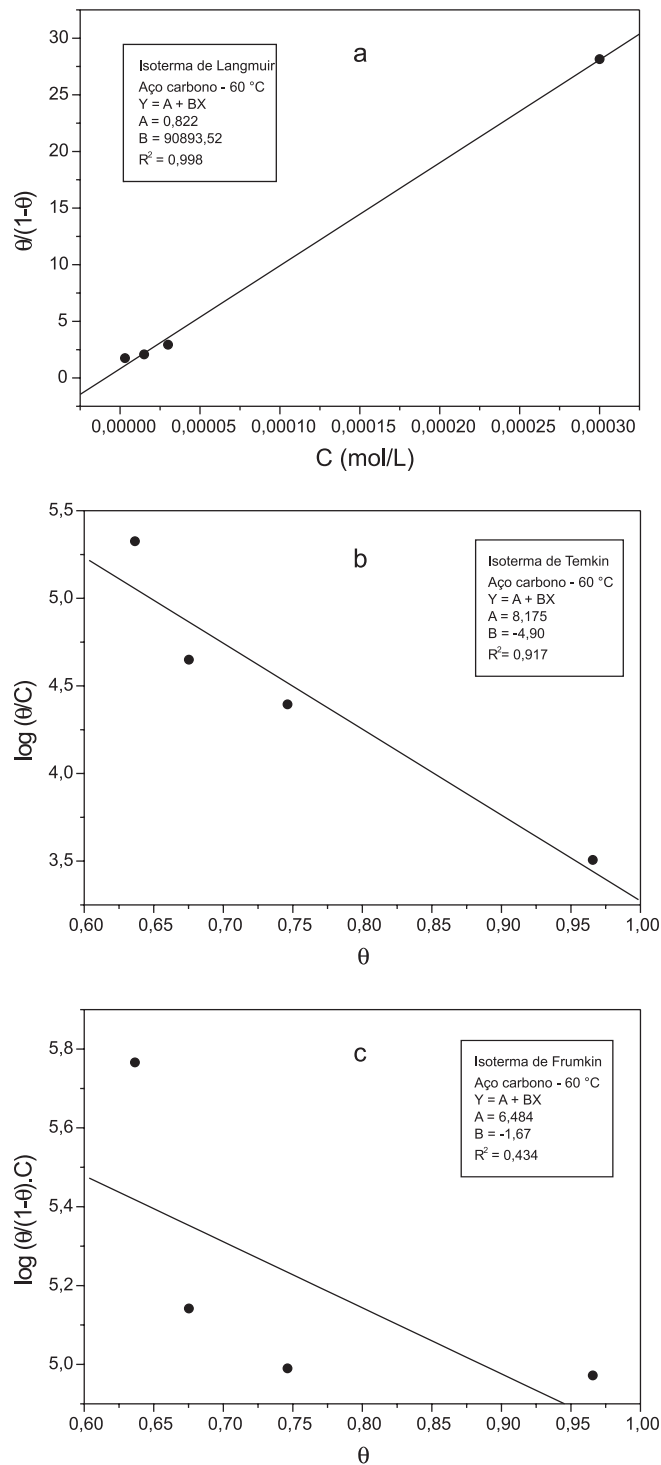 a
Isoterma de Langmuir
Aço carbono - 60 °C
Y = A + BX
A = 0,822
B = 90893,52
R² = 0,998
θ/(1-θ)
30
25
20
15
10
5
0
0,00000 0,00005 0,00010 0,00015 0,00020 0,00025 0,00030
C (mol/L)
b
Isoterma de Temkin
Aço carbono - 60 °C
Y = A + BX
A = 8,175
B = -4,90
R²= 0,917
log (θ/C)
5,5
5,0
4,5
4,0
3,5
0,60 0,65 0,70 0,75 0,80 0,85 0,90 0,95 1,00
θ
c
Isoterma de Frumkin
Aço carbono - 60 °C
Y = A + BX
A = 6,484
B = -1,67
R² = 0,434
log (θ/(1-θ).C)
5,8
5,6
5,4
5,2
5,0
0,60 0,65 0,70 0,75 0,80 0,85 0,90 0,95 1,00
θ